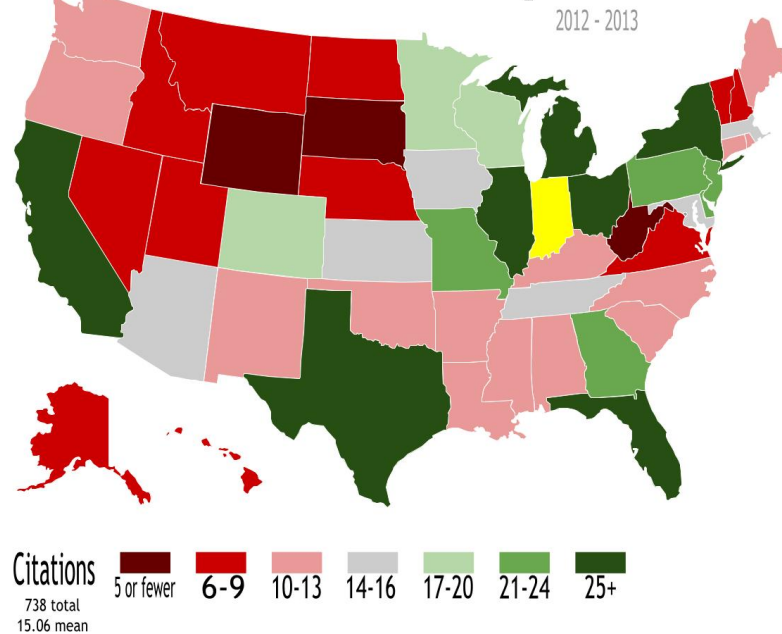 2012 - 2013
Citations
738 total
15.06 mean
5 or fewer
6-9
10-13
14-16
17-20
21-24
25+